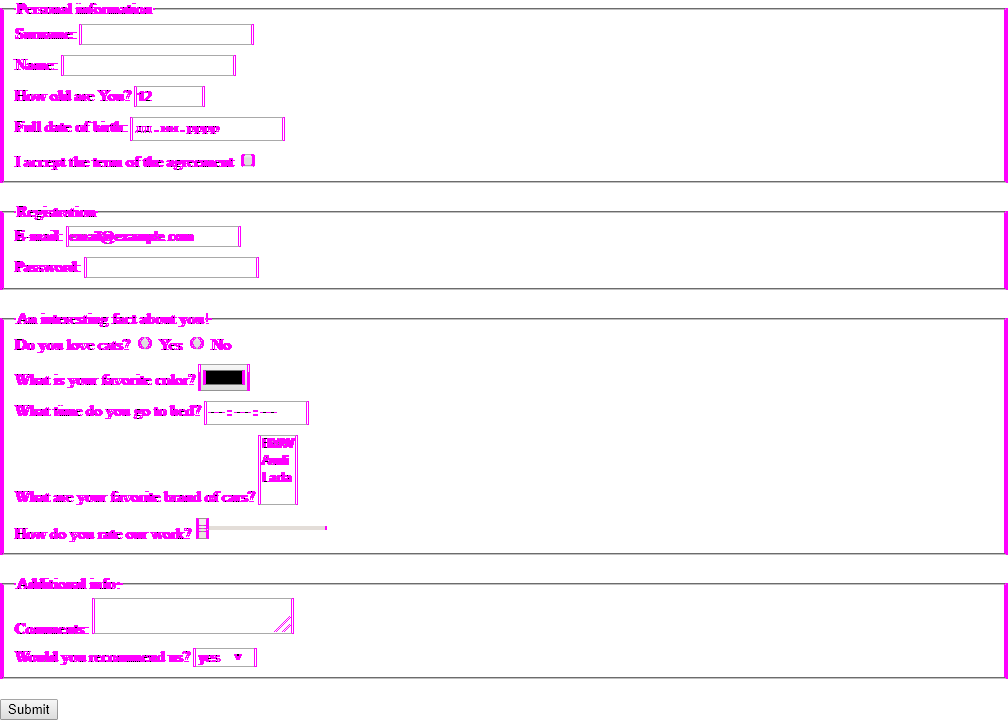 Personal information
Surname:
Name:
How old are You? 12
Full date of birth: дд.мм.гггг
I accept the term of the agreement
Registration
E-mail: email@example.com
Password:
An interesting fact about you!
Do you love cats? Yes No
What is your favorite color?
What time do you go to bed? --:--:--
BMW
Audi
Lada
What are your favorite brand of cars?
How do you rate our work?
Additional info:
Comments:
Would you recommend us? yes
Submit